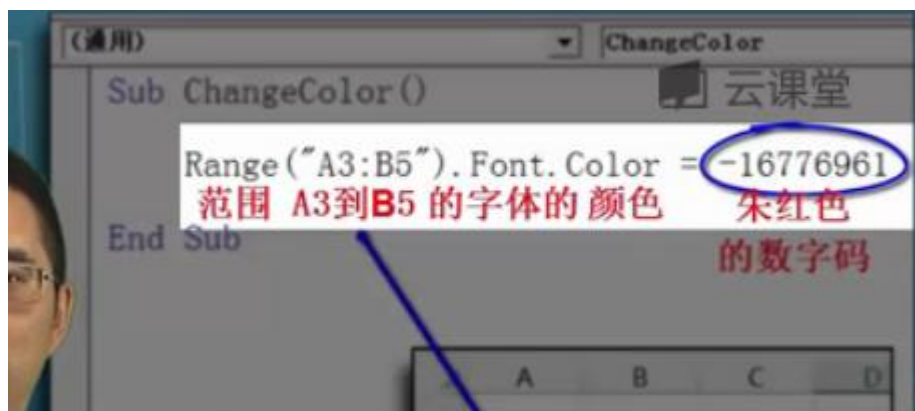 (通用) ChangeColor
Sub ChangeColor()
云课堂
Range("A3:B5").Font.Color = -16776961
范围 A3到B5 的字体的 颜色 朱红色
End Sub
的数字码
A B C D